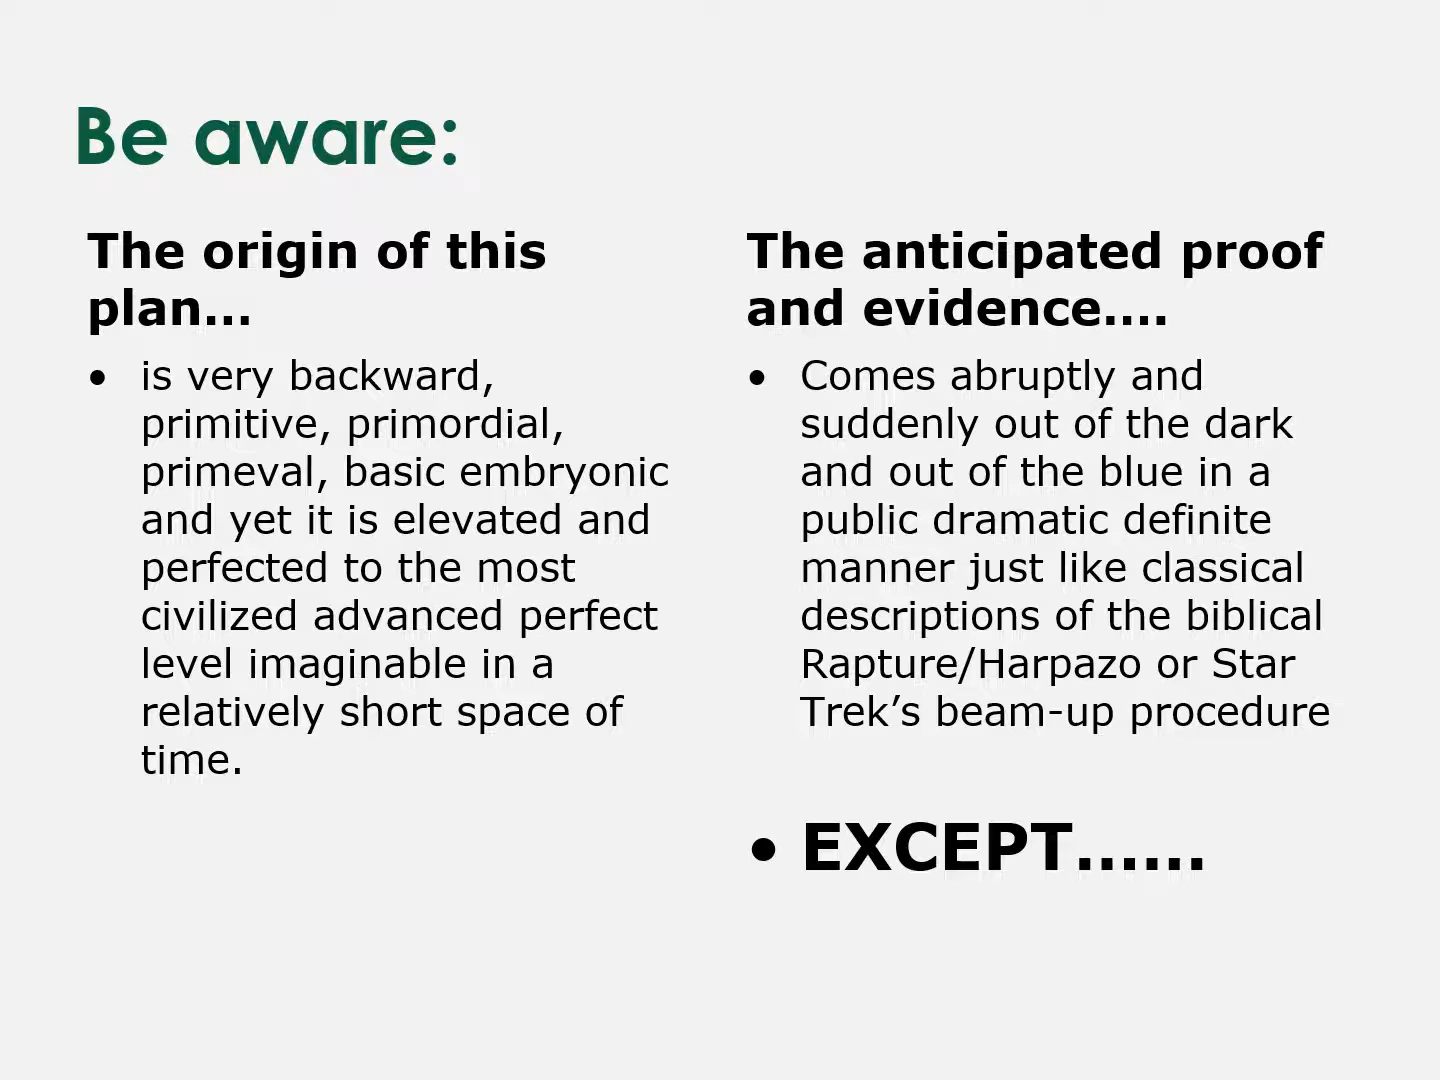 Be aware:
The origin of this
plan…
• is very backward,
primitive, primordial,
primeval, basic embryonic
and yet it is elevated and
perfected to the most
civilized advanced perfect
level imaginable in a
relatively short space of
time.
The anticipated proof
and evidence….
• Comes abruptly and
suddenly out of the dark
and out of the blue in a
public dramatic definite
manner just like classical
descriptions of the biblical
Rapture/Harpazo or Star
Trek’s beam-up procedure
• EXCEPT……